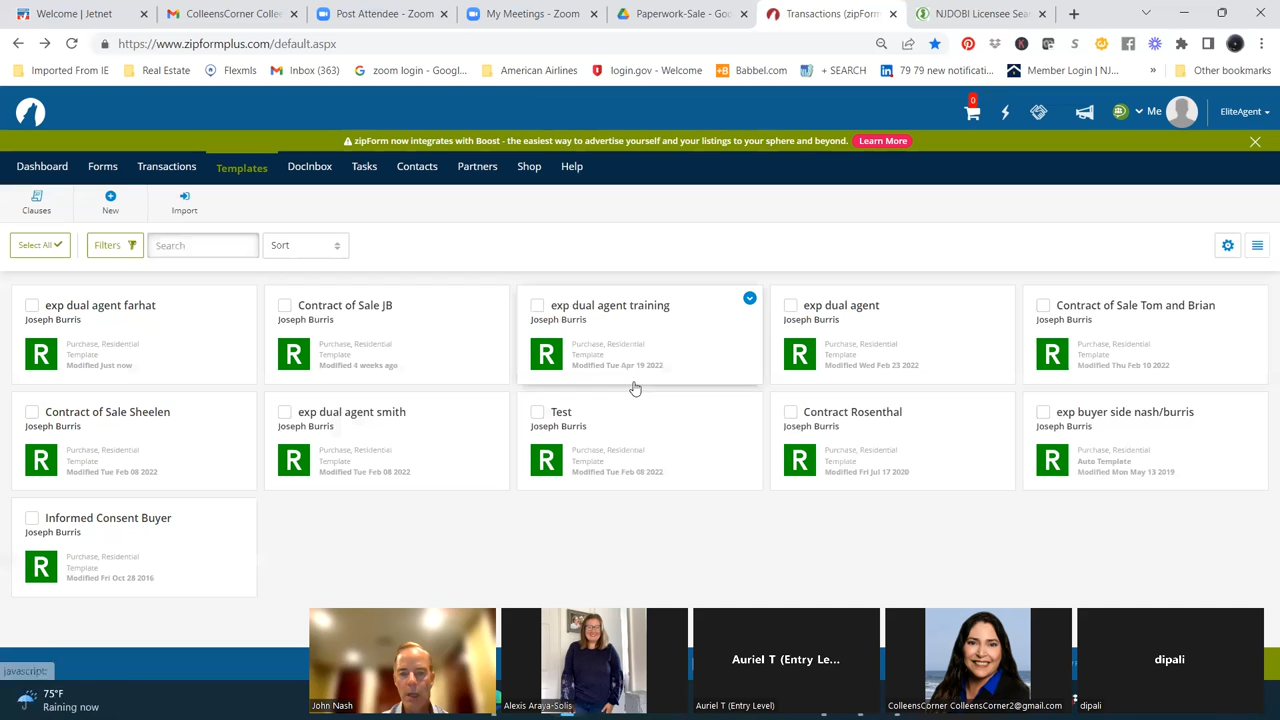 Welcome | Jetnet
ColleensCorner Collee
Post Attendee - Zoom
My Meetings - Zoom
Paperwork-Sale - Goo
Transactions (zipForm
NJDOBI Licensee Sea
https://www.zipformplus.com/default.aspx
Imported From IE
Real Estate
Flexmls
Inbox (363)
zoom login - Googl...
American Airlines
login.gov - Welcome
Babbel.com
+ SEARCH
79 79 new notificati...
Member Login | NJ...
»
Other bookmarks
0
Me
EliteAgent
zipForm now integrates with Boost - the easiest way to advertise yourself and your listings to your sphere and beyond.
Learn More
Dashboard
Forms
Transactions
Templates
DocInbox
Tasks
Contacts
Partners
Shop
Help
Clauses
New
Import
Select All
Filters
Search
Sort
exp dual agent farhat
Joseph Burris
R
Purchase, Residential
Template
Modified Just now
Contract of Sale JB
Joseph Burris
R
Purchase, Residential
Template
Modified 4 weeks ago
exp dual agent training
Joseph Burris
R
Purchase, Residential
Template
Modified Tue Apr 19 2022
exp dual agent
Joseph Burris
R
Purchase, Residential
Template
Modified Wed Feb 23 2022
Contract of Sale Tom and Brian
Joseph Burris
R
Purchase, Residential
Template
Modified Thu Feb 10 2022
Contract of Sale Sheelen
Joseph Burris
R
Purchase, Residential
Template
Modified Tue Feb 08 2022
exp dual agent smith
Joseph Burris
R
Purchase, Residential
Template
Modified Tue Feb 08 2022
Test
Joseph Burris
R
Purchase, Residential
Template
Modified Tue Feb 08 2022
Contract Rosenthal
Joseph Burris
R
Purchase, Residential
Template
Modified Fri Jul 17 2020
exp buyer side nash/burris
Joseph Burris
R
Purchase, Residential
Auto Template
Modified Mon May 13 2019
Informed Consent Buyer
Joseph Burris
R
Purchase, Residential
Template
Modified Fri Oct 28 2016
javascript:
75°F
Raining now
John Nash
Alexis Araya-Solis
Auriel T (Entry Le...
Auriel T (Entry Level)
ColleensCorner ColleensCorner2@gmail.com
dipali
dipali